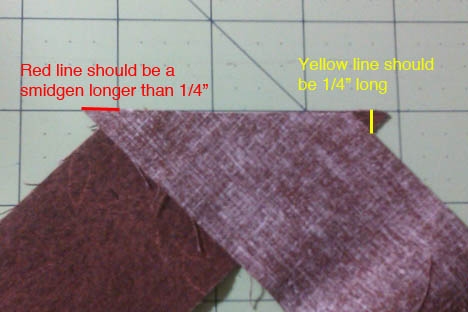 Red line should be a
smidgen longer than 1/4”
Yellow line should
be 1/4” long